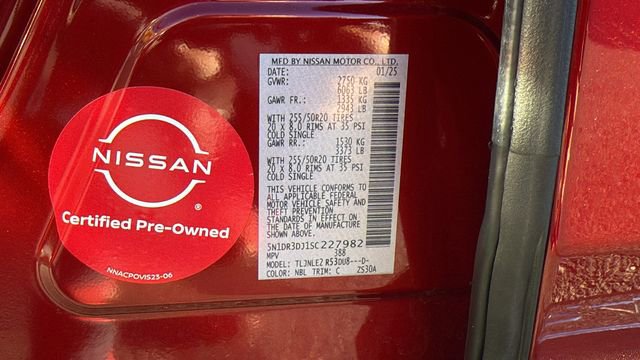 NISSAN
®
Certified Pre-Owned
NNACPOVIS23-06
MFD BY NISSAN MOTOR CO., LTD.
DATE: 01/25
GVWR: 2750 KG
6063 LB
GAWR FR.: 1335 KG
2943 LB
WITH 255/50R20 TIRES
20 x 8.0 RIMS AT 35 PSI
COLD SINGLE
GAWR RR.: 1530 KG
3373 LB
WITH 255/50R20 TIRES
20 x 8.0 RIMS AT 35 PSI
COLD SINGLE
THIS VEHICLE CONFORMS TO
ALL APPLICABLE FEDERAL
MOTOR VEHICLE SAFETY AND
THEFT PREVENTION
STANDARDS IN EFFECT ON
THE DATE OF MANUFACTURE
SHOWN ABOVE.
5N1DR3DJ1SC227982
MPV 388
MODEL: TLJNLE2 R53DU8---D-
COLOR: NBL TRIM: C ZS30A